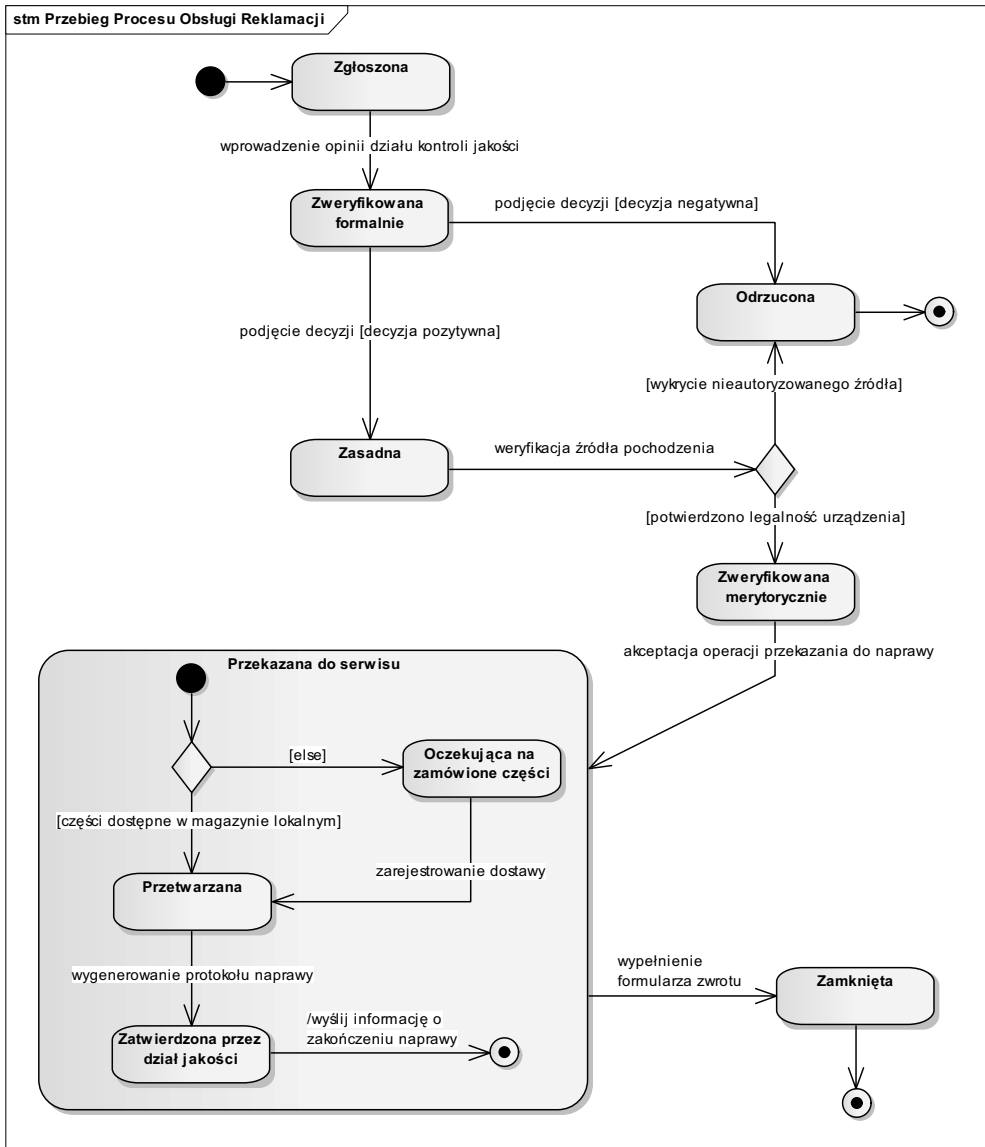 stm Przebieg Procesu Obsługi Reklamacji
Zgłoszona
wprowadzenie opinii działu kontroli jakości
Zweryfikowana
formalnie
podjęcie decyzji [decyzja negatywna]
Odrzucona
podjęcie decyzji [decyzja pozytywna]
[wykrycie nieautoryzowanego źródła]
Zasadna
weryfikacja źródła pochodzenia
[potwierdzono legalność urządzenia]
Zweryfikowana
merytorycznie
akceptacja operacji przekazania do naprawy
Przekazana do serwisu
[else]
Oczekująca na
zamówione części
[części dostępne w magazynie lokalnym]
zarejestrowanie dostawy
Przetwarzana
wygenerowanie protokołu naprawy
Zatwierdzona przez
dział jakości
/wyślij informację o
zakończeniu naprawy
wypełnienie
formularza zwrotu
Zamknięta